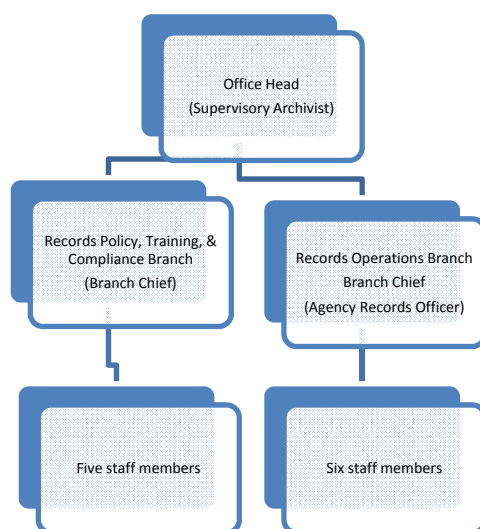 Office Head
(Supervisory Archivist)
Records Policy, Training, &
Compliance Branch
(Branch Chief)
Records Operations Branch
Branch Chief
(Agency Records Officer)
Five staff members
Six staff members